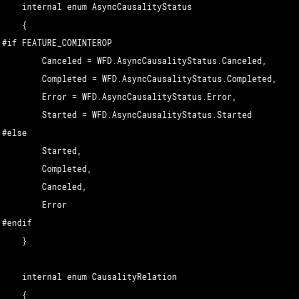 internal enum AsyncCausalityStatus
{
#if FEATURE_COMINTEROP
Canceled = WFD.AsyncCausalityStatus.Canceled,
Completed = WFD.AsyncCausalityStatus.Completed,
Error = WFD.AsyncCausalityStatus.Error,
Started = WFD.AsyncCausalityStatus.Started
#else
Started,
Completed,
Canceled,
Error
#endif
}
internal enum CausalityRelation
{